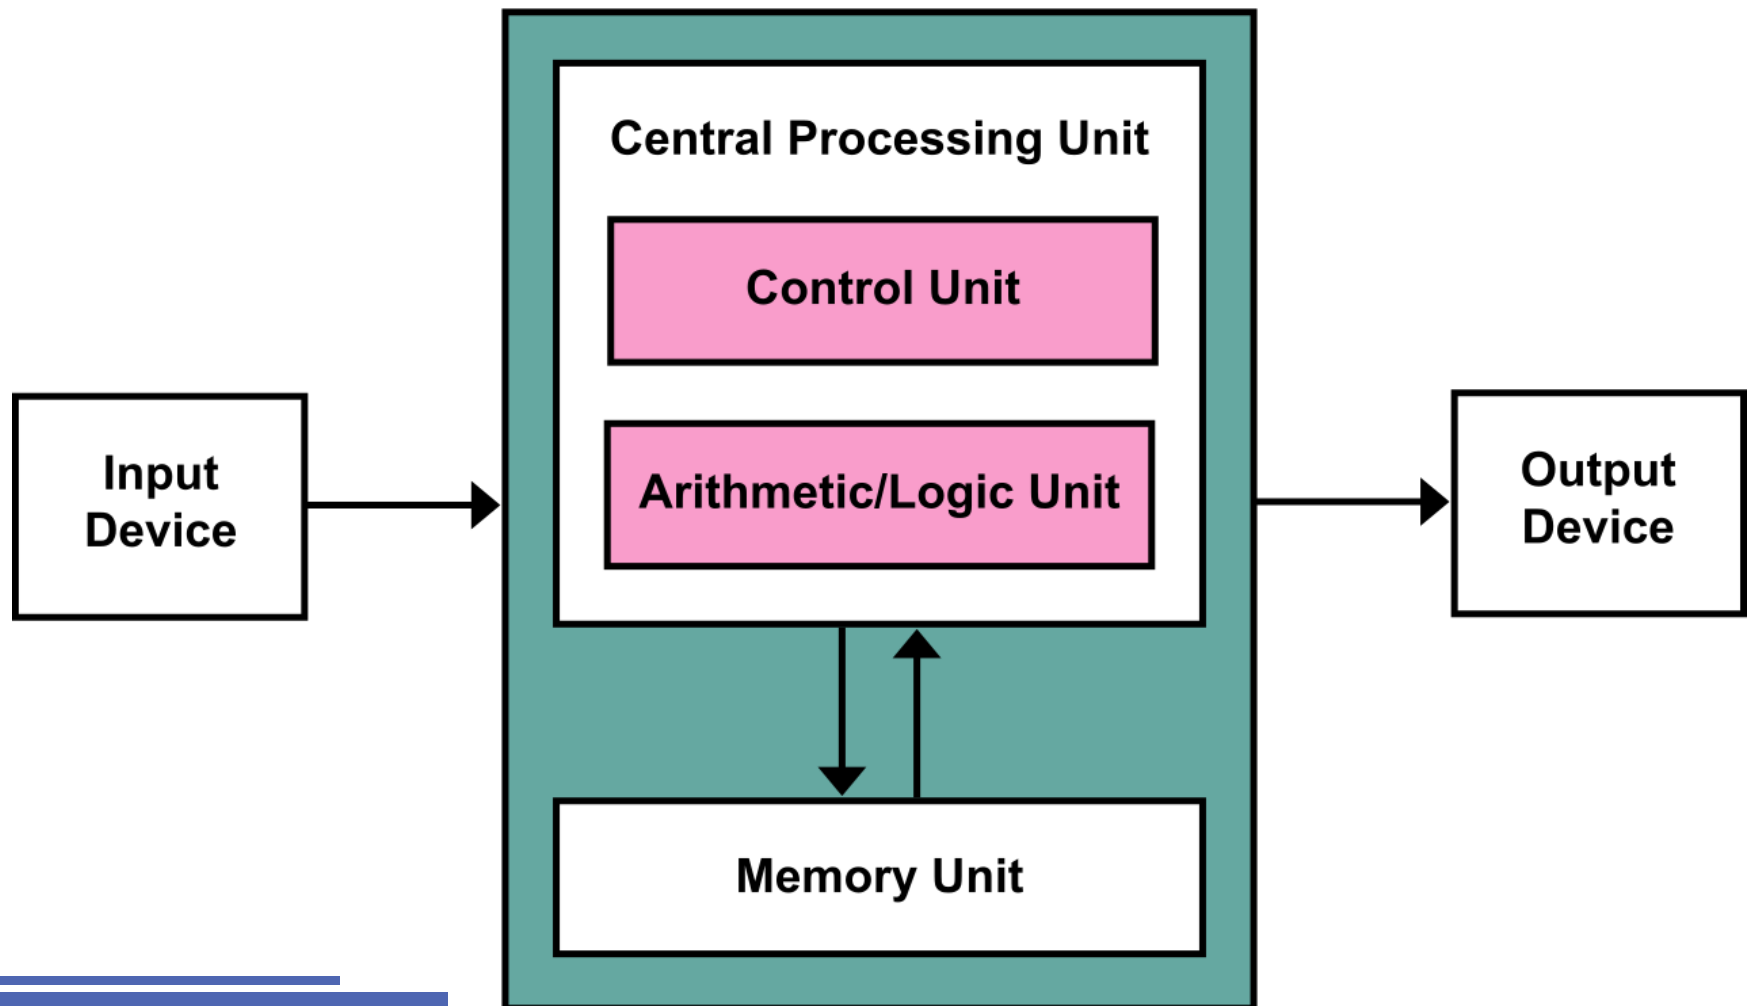 Central Processing Unit
Control Unit
Arithmetic/Logic Unit
Input
Device
Output
Device
Memory Unit